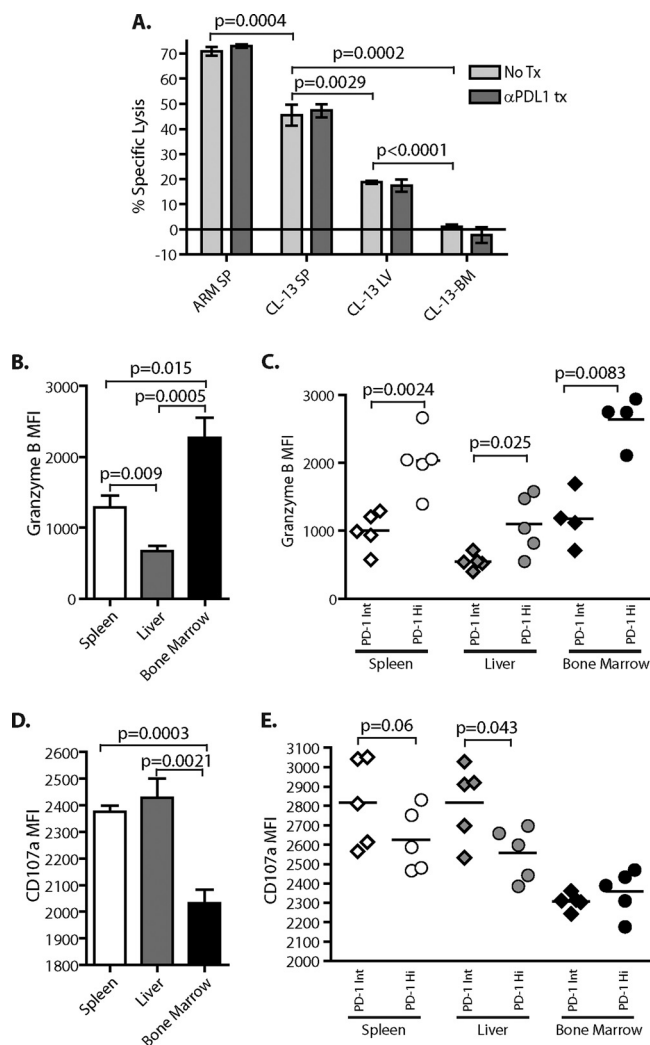 A.
p=0.0004
p=0.0002
p=0.0029
p<0.0001
No Tx
αPDL1 tx
% Specific Lysis
70
60
50
40
30
20
10
0
-10
ARM SP
CL-13 SP
CL-13 LV
CL-13-BM
B.
p=0.015
p=0.0005
p=0.009
Granzyme B MFI
3000
2000
1000
0
Spleen
Liver
Bone Marrow
C.
p=0.0083
p=0.0024
p=0.025
Granzyme B MFI
3000
2000
1000
0
PD-1 Int
PD-1 Hi
PD-1 Int
PD-1 Hi
PD-1 Int
PD-1 Hi
Spleen
Liver
Bone Marrow
D.
p=0.0003
p=0.0021
CD107a MFI
2600
2500
2400
2300
2200
2100
2000
1900
1800
Spleen
Liver
Bone Marrow
E.
p=0.06
p=0.043
CD107a MFI
3100
3000
2900
2800
2700
2600
2500
2400
2300
2200
2100
2000
PD-1 Int
PD-1 Hi
PD-1 Int
PD-1 Hi
PD-1 Int
PD-1 Hi
Spleen
Liver
Bone Marrow